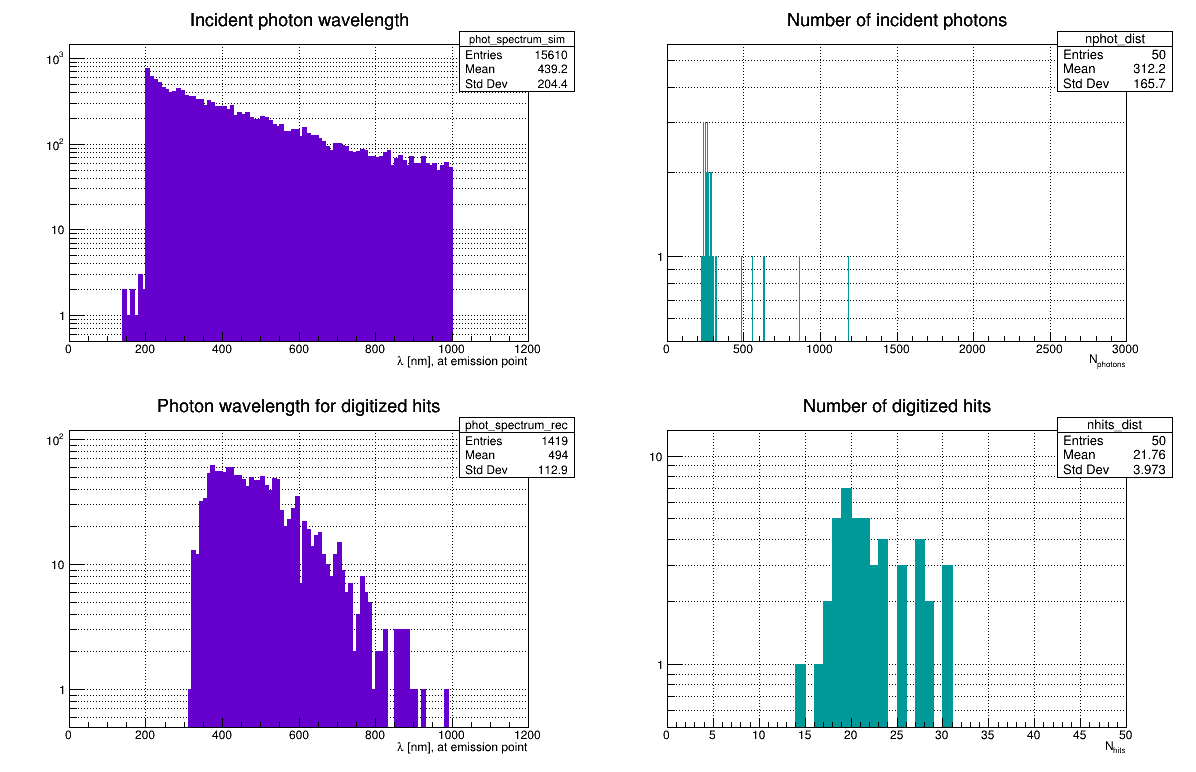 Incident photon wavelength
phot_spectrum_sim
Entries 15610
Mean 439.2
Std Dev 204.4
10³
10²
10
1
0 200 400 600 800 1000 1200
λ [nm], at emission point
Number of incident photons
nphot_dist
Entries 50
Mean 312.2
Std Dev 165.7
1
0 500 1000 1500 2000 2500 3000
Nphotons
Photon wavelength for digitized hits
phot_spectrum_rec
Entries 1419
Mean 494
Std Dev 112.9
10²
10
1
0 200 400 600 800 1000 1200
λ [nm], at emission point
Number of digitized hits
nhits_dist
Entries 50
Mean 21.76
Std Dev 3.973
10
1
0 5 10 15 20 25 30 35 40 45 50
Nhits